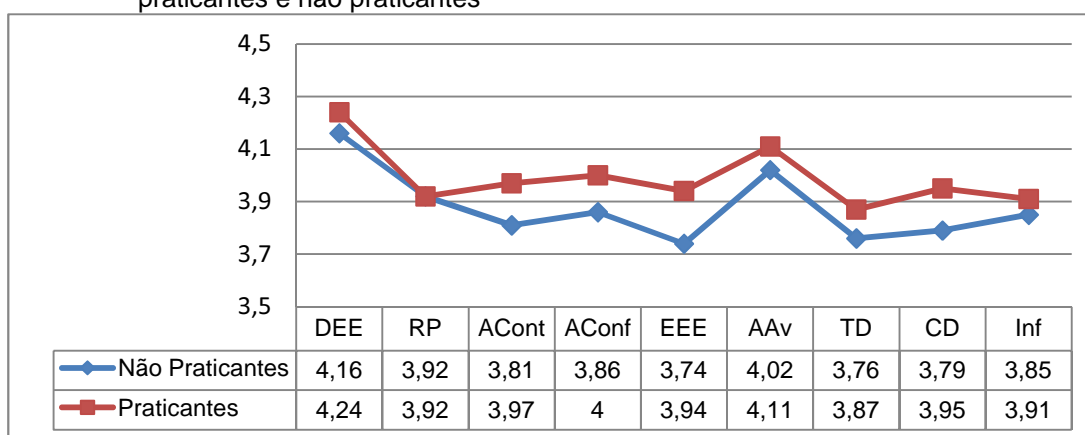 praticantes e não praticantes
4,5
4,3
4,1
3,9
3,7
3,5
DEE RP ACont AConf EEE AAv TD CD Inf
Não Praticantes 4,16 3,92 3,81 3,86 3,74 4,02 3,76 3,79 3,85
Praticantes 4,24 3,92 3,97 4 3,94 4,11 3,87 3,95 3,91